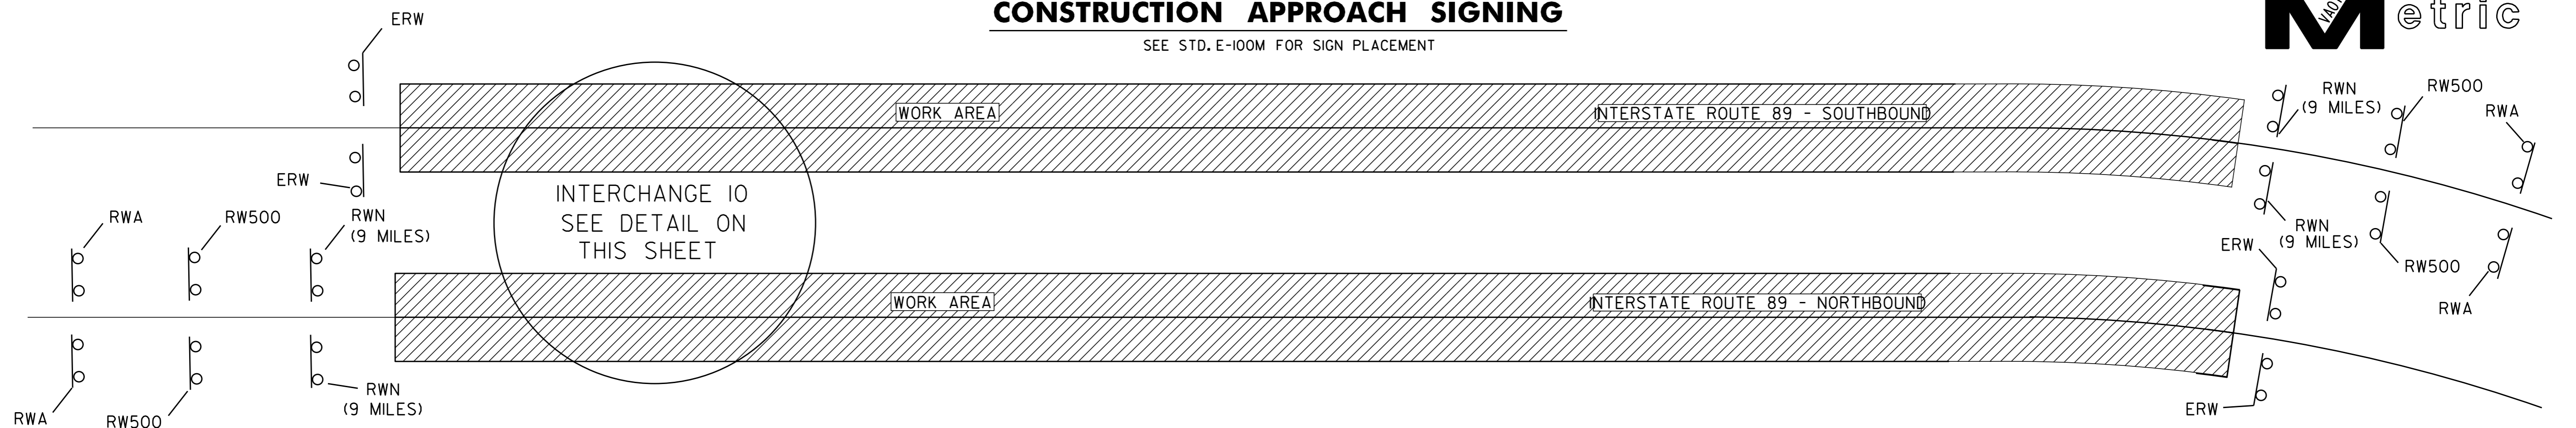 CONSTRUCTION APPROACH SIGNING
SEE STD. E-100M FOR SIGN PLACEMENT
VAOT
Metric
ERW
WORK AREA
INTERSTATE ROUTE 89 - SOUTHBOUND
RWN
(9 MILES)
RW500
RWA
ERW
INTERCHANGE 10
SEE DETAIL ON
THIS SHEET
RWA
RW500
RWN
(9 MILES)
RWN
(9 MILES)
ERW
RW500
RWA
WORK AREA
INTERSTATE ROUTE 89 - NORTHBOUND
RWA
RW500
RWN
(9 MILES)
ERW